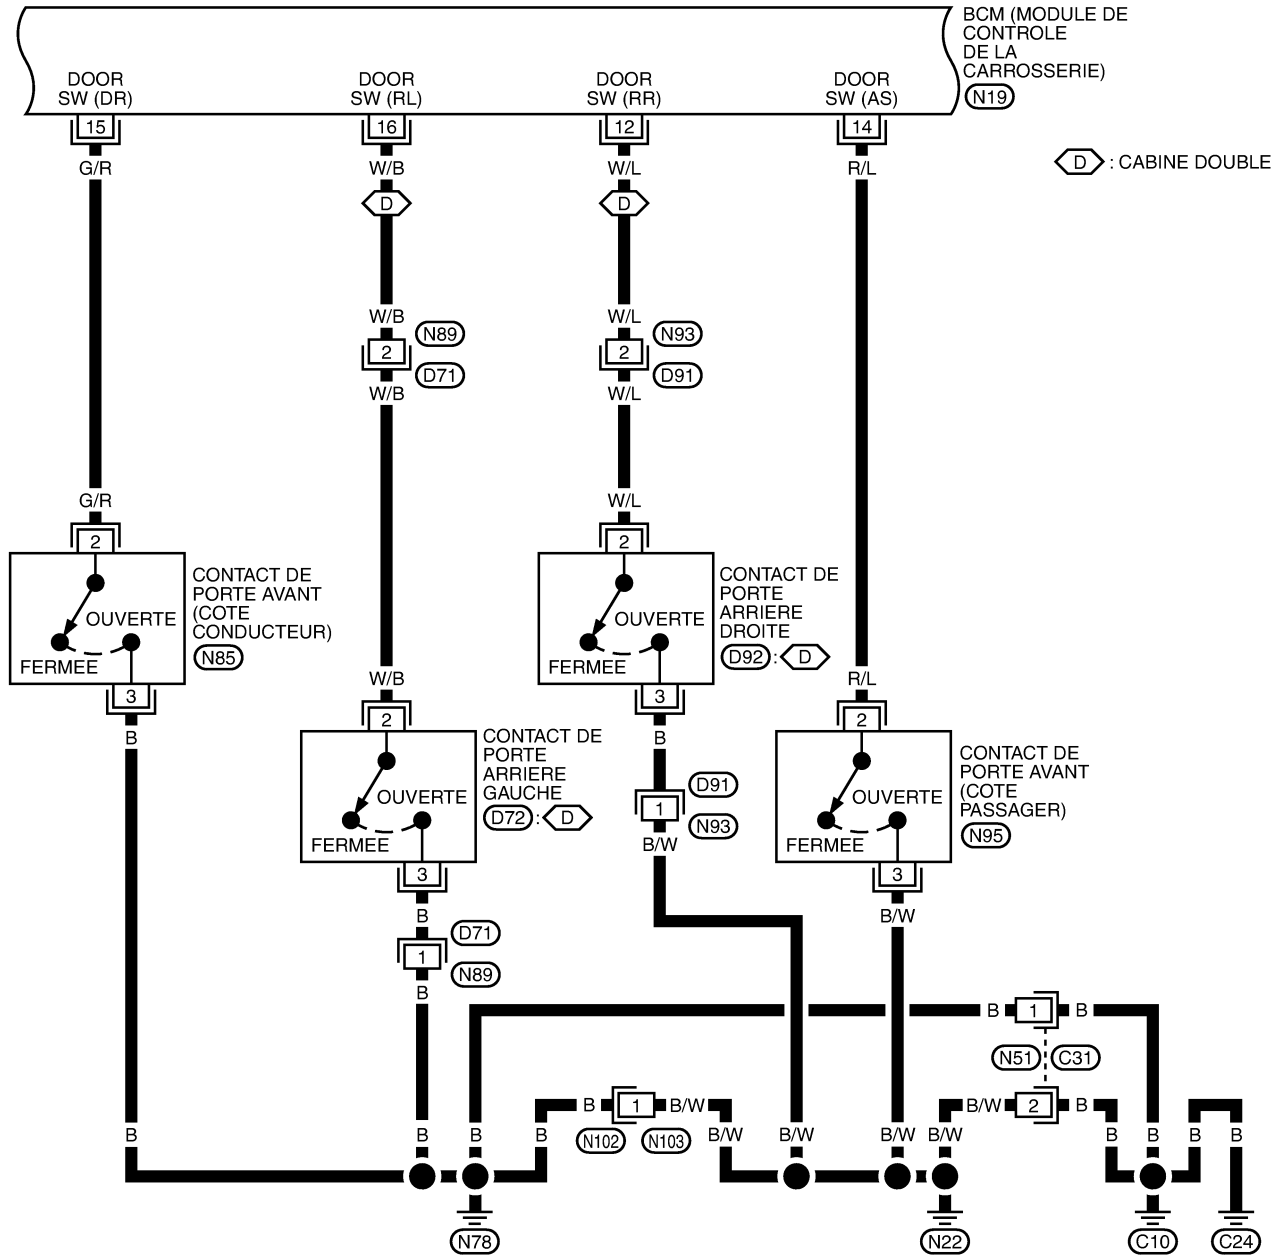 BCM (MODULE DE
CONTROLE
DE LA
CARROSSERIE)
N19
DOOR
SW (DR)
DOOR
SW (RL)
DOOR
SW (RR)
DOOR
SW (AS)
15
16
12
14
G/R
W/B
W/L
R/L
D : CABINE DOUBLE
D
D
W/B
W/L
N89
N93
2
2
D71
D91
W/B
W/L
G/R
W/L
2
2
CONTACT DE
PORTE AVANT
(COTE
CONDUCTEUR)
N85
OUVERTE
FERMEE
CONTACT DE
PORTE
ARRIERE
DROITE
D92 : D
OUVERTE
FERMEE
3
3
W/B
R/L
2
2
B
B
CONTACT DE
PORTE
ARRIERE
GAUCHE
D72 : D
OUVERTE
FERMEE
D91
1
N93
B/W
CONTACT DE
PORTE AVANT
(COTE
PASSAGER)
N95
OUVERTE
FERMEE
3
3
B
B/W
D71
1
N89
B
B
1
B
N51
C31
B
1
B/W
N102
N103
B/W
2
B
B
B
B
B
B/W
B/W
B/W
B/W
B
B
B
B
N78
N22
C10
C24